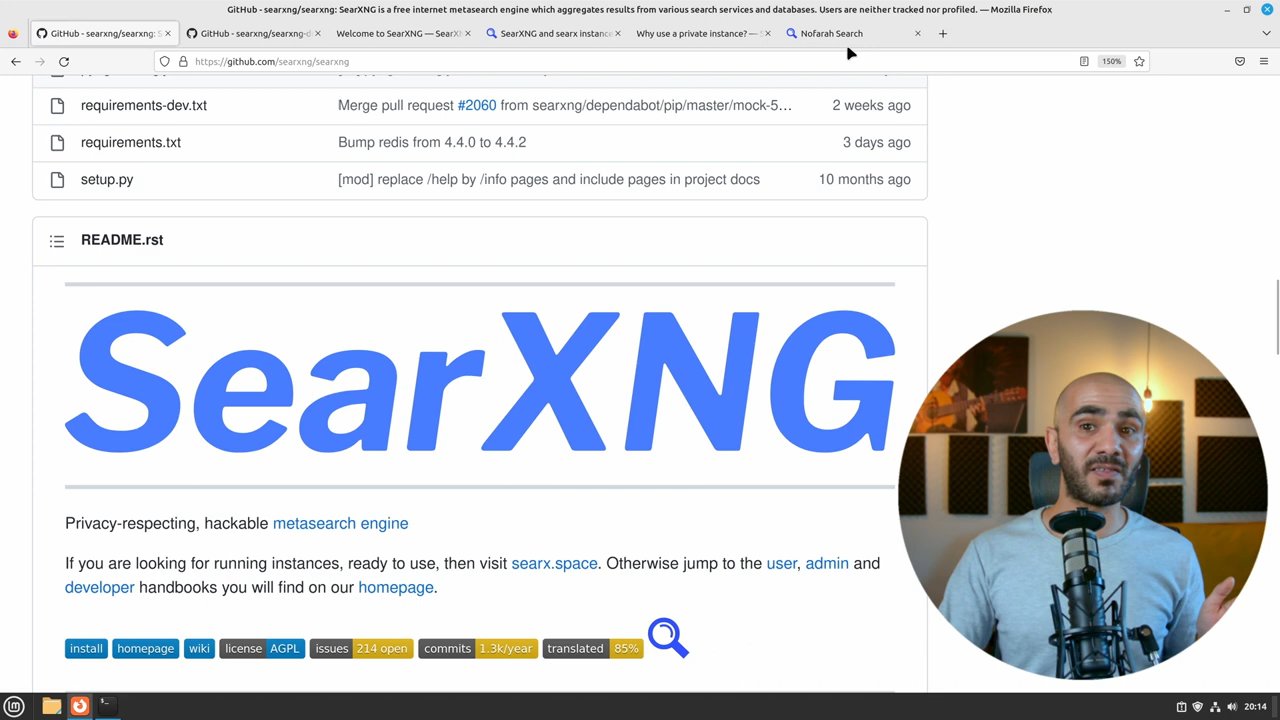 GitHub - searxng/searxng: SearXNG is a free internet metasearch engine which aggregates results from various search services and databases. Users are neither tracked nor profiled. — Mozilla Firefox
GitHub - searxng/searxng: S
GitHub - searxng/searxng-d
Welcome to SearXNG — SearX
SearXNG and searx instance
Why use a private instance? —
Nofarah Search
https://github.com/searxng/searxng
150%
requirements-dev.txt
Merge pull request #2060 from searxng/dependabot/pip/master/mock-5...
2 weeks ago
requirements.txt
Bump redis from 4.4.0 to 4.4.2
3 days ago
setup.py
[mod] replace /help by /info pages and include pages in project docs
10 months ago
README.rst
SearXNG
Privacy-respecting, hackable metasearch engine
If you are looking for running instances, ready to use, then visit searx.space. Otherwise jump to the user, admin and
developer handbooks you will find on our homepage.
install homepage wiki license AGPL issues 214 open commits 1.3k/year translated 85%
20:14